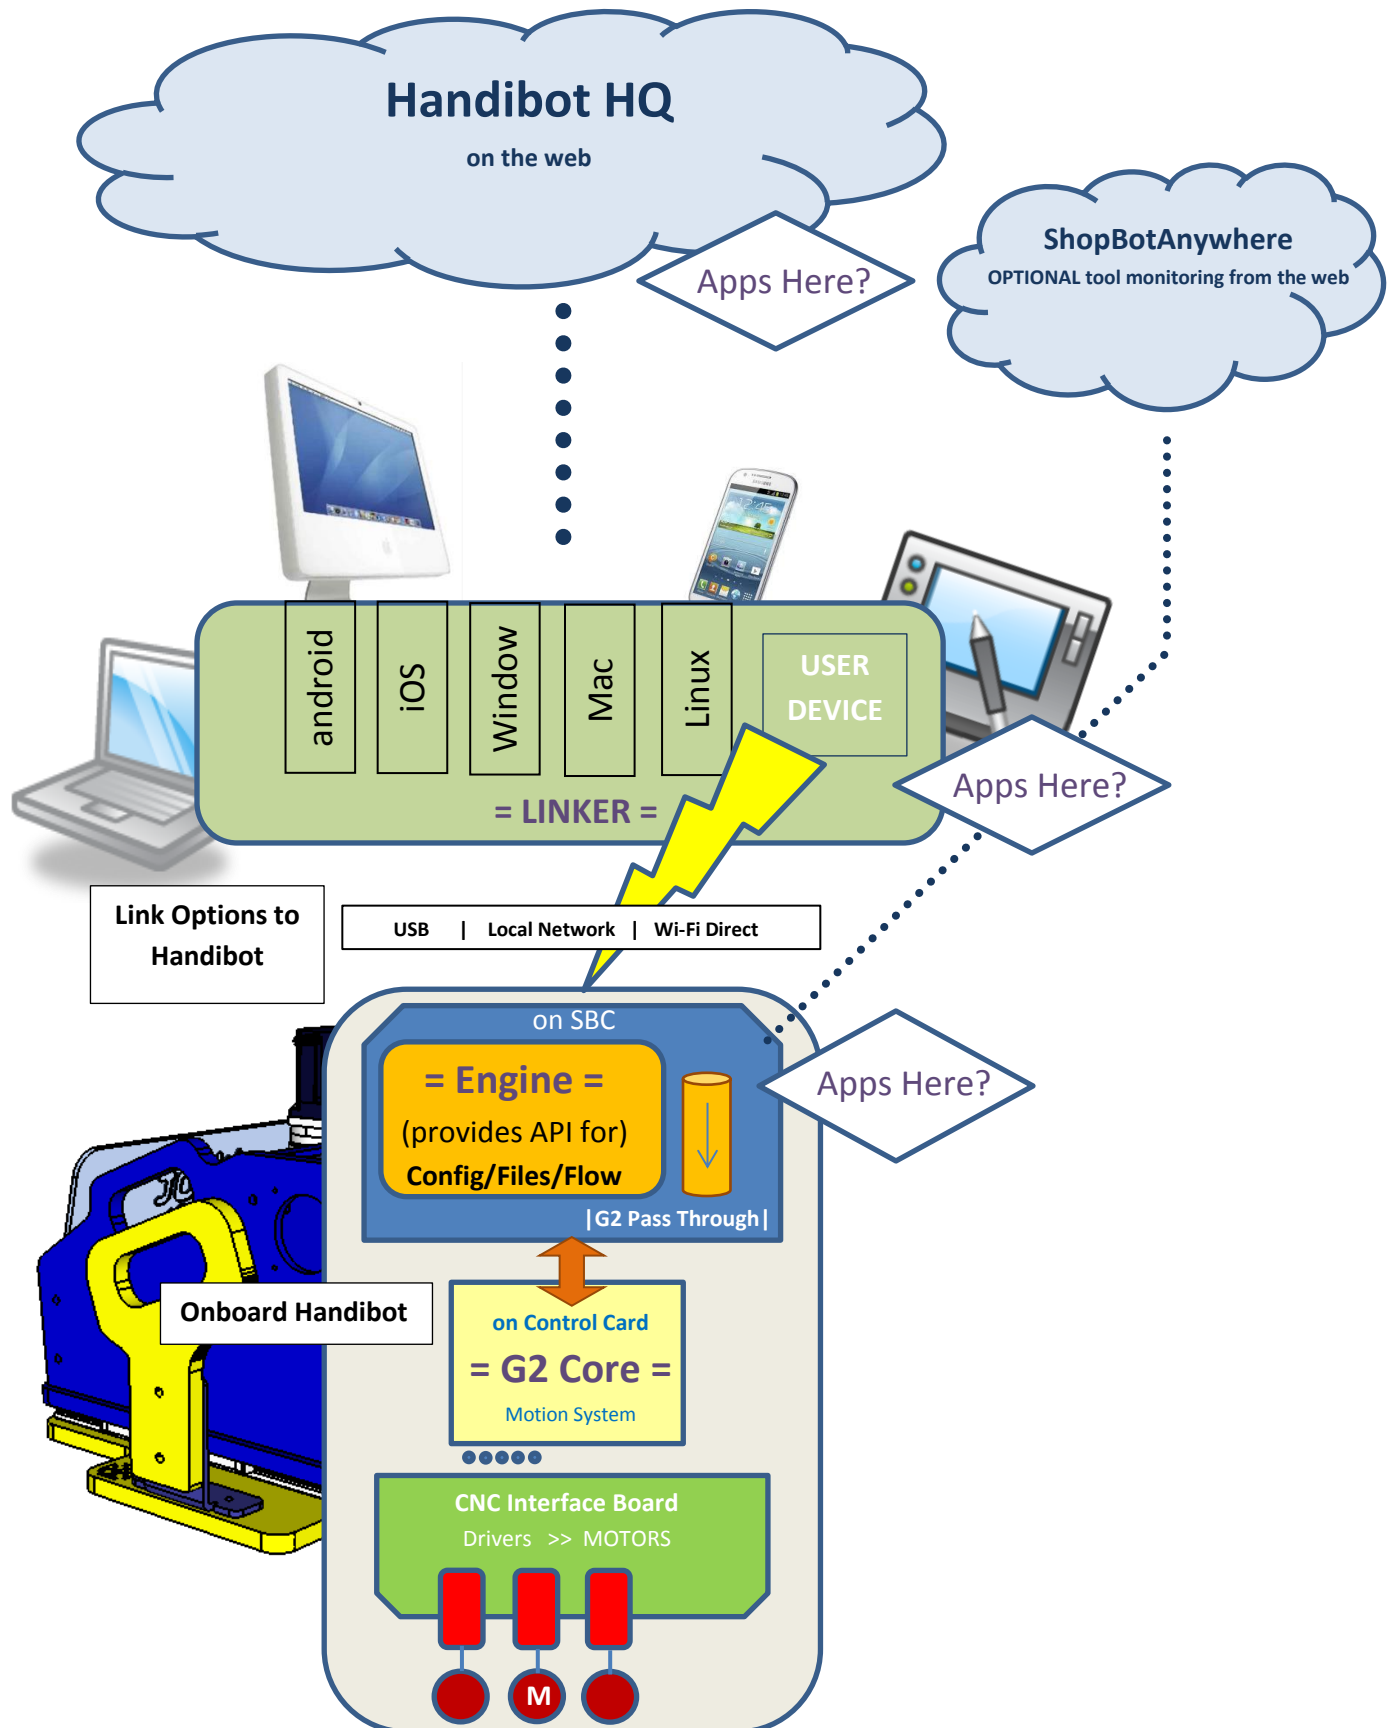 Handibot HQ
on the web
ShopBotAnywhere
OPTIONAL tool monitoring from the web
Apps Here?
android
iOS
Window
Mac
Linux
USER
DEVICE
= LINKER =
Apps Here?
Link Options to
Handibot
USB | Local Network | Wi-Fi Direct
on SBC
= Engine =
(provides API for)
Config/Files/Flow
|G2 Pass Through|
Apps Here?
Onboard Handibot
on Control Card
= G2 Core =
Motion System
CNC Interface Board
Drivers >> MOTORS
M